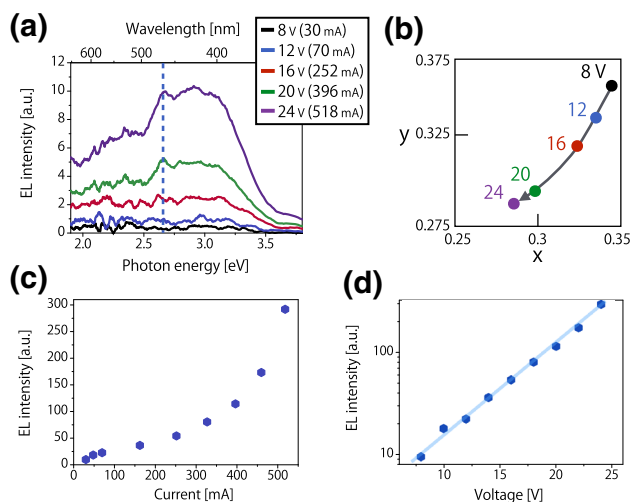 (a)
Wavelength [nm]
600
500
400
EL intensity [a.u.]
12
10
8
6
4
2
0
2.0
2.5
3.0
3.5
Photon energy [eV]
8 V (30 mA)
12 V (70 mA)
16 V (252 mA)
20 V (396 mA)
24 V (518 mA)
(b)
0.375
0.325
0.275
y
8 V
12
16
20
24
0.25
0.3
0.35
x
(c)
EL intensity [a.u.]
300
250
200
150
100
50
0
0
100
200
300
400
500
Current [mA]
(d)
EL intensity [a.u.]
100
10
10
15
20
25
Voltage [V]